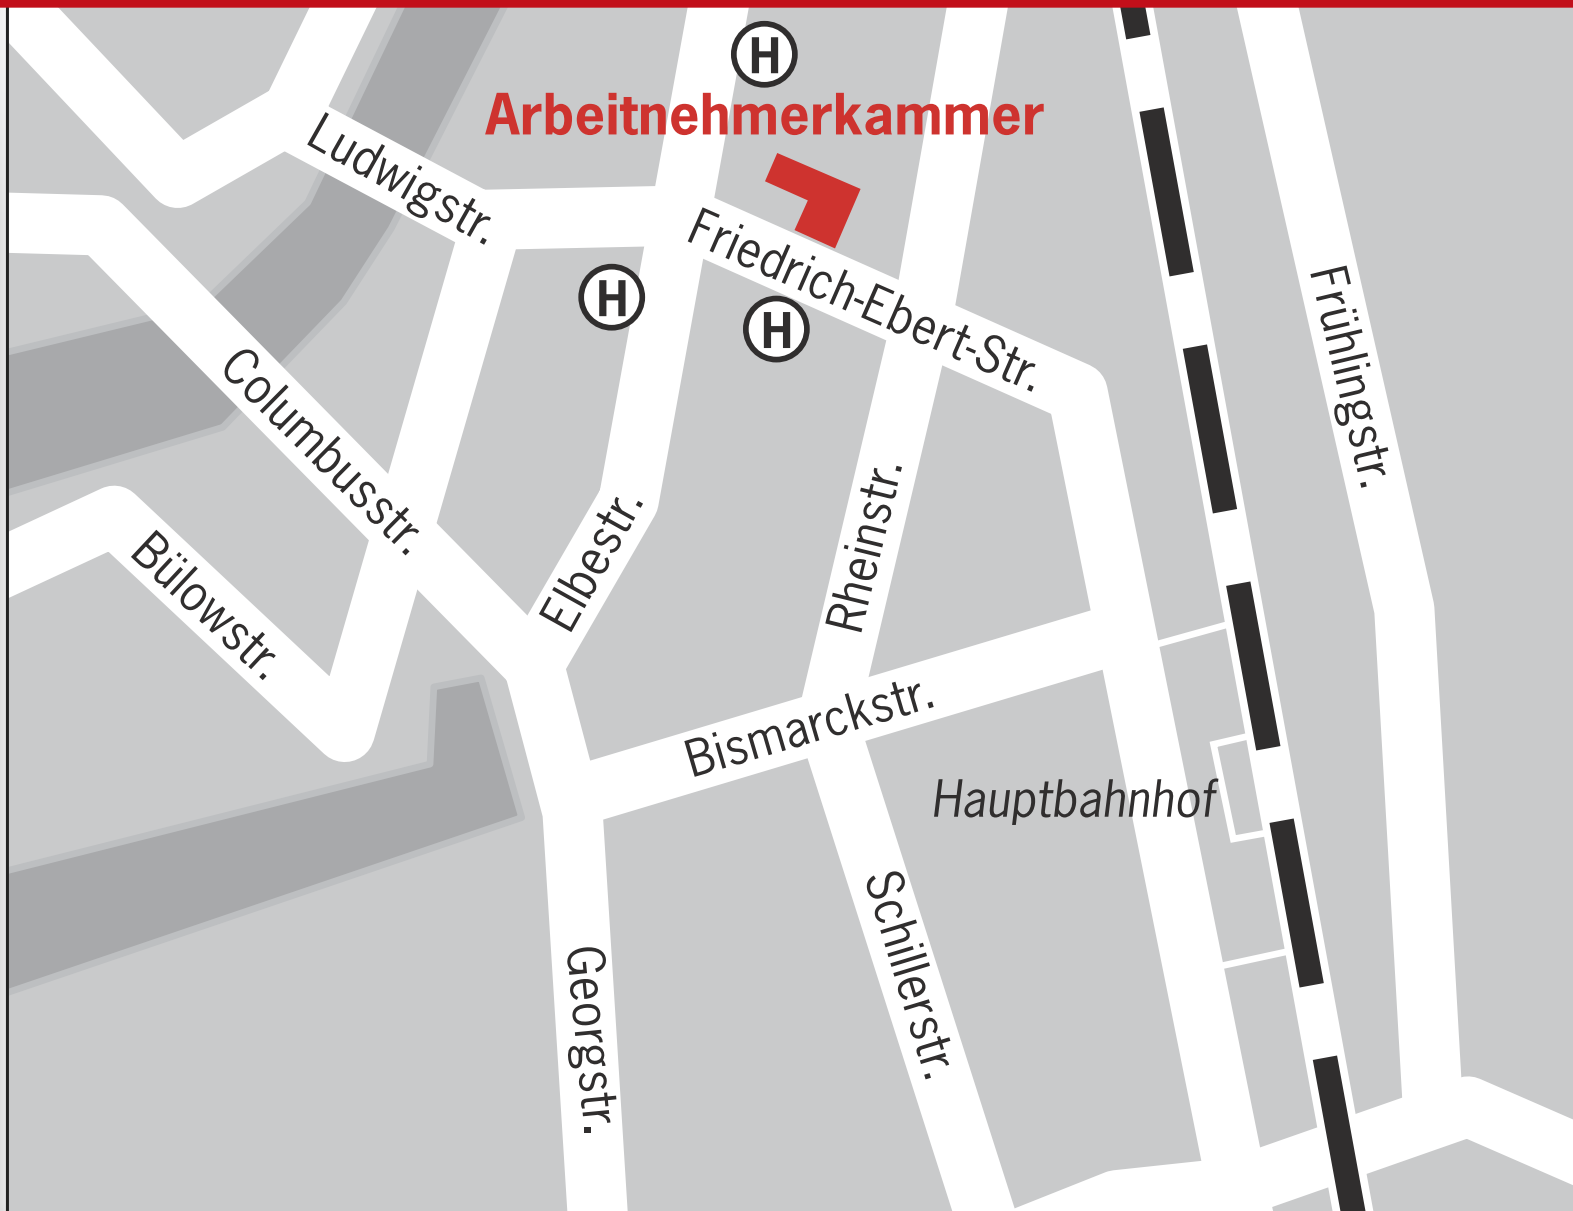 H
Arbeitnehmerkammer
Ludwigstr.
Friedrich-Ebert-Str.
H
H
Frühlingstr.
Columbusstr.
Elbestr.
Rheinstr.
Bülowstr.
Bismarckstr.
Hauptbahnhof
Schillerstr.
Georgstr.